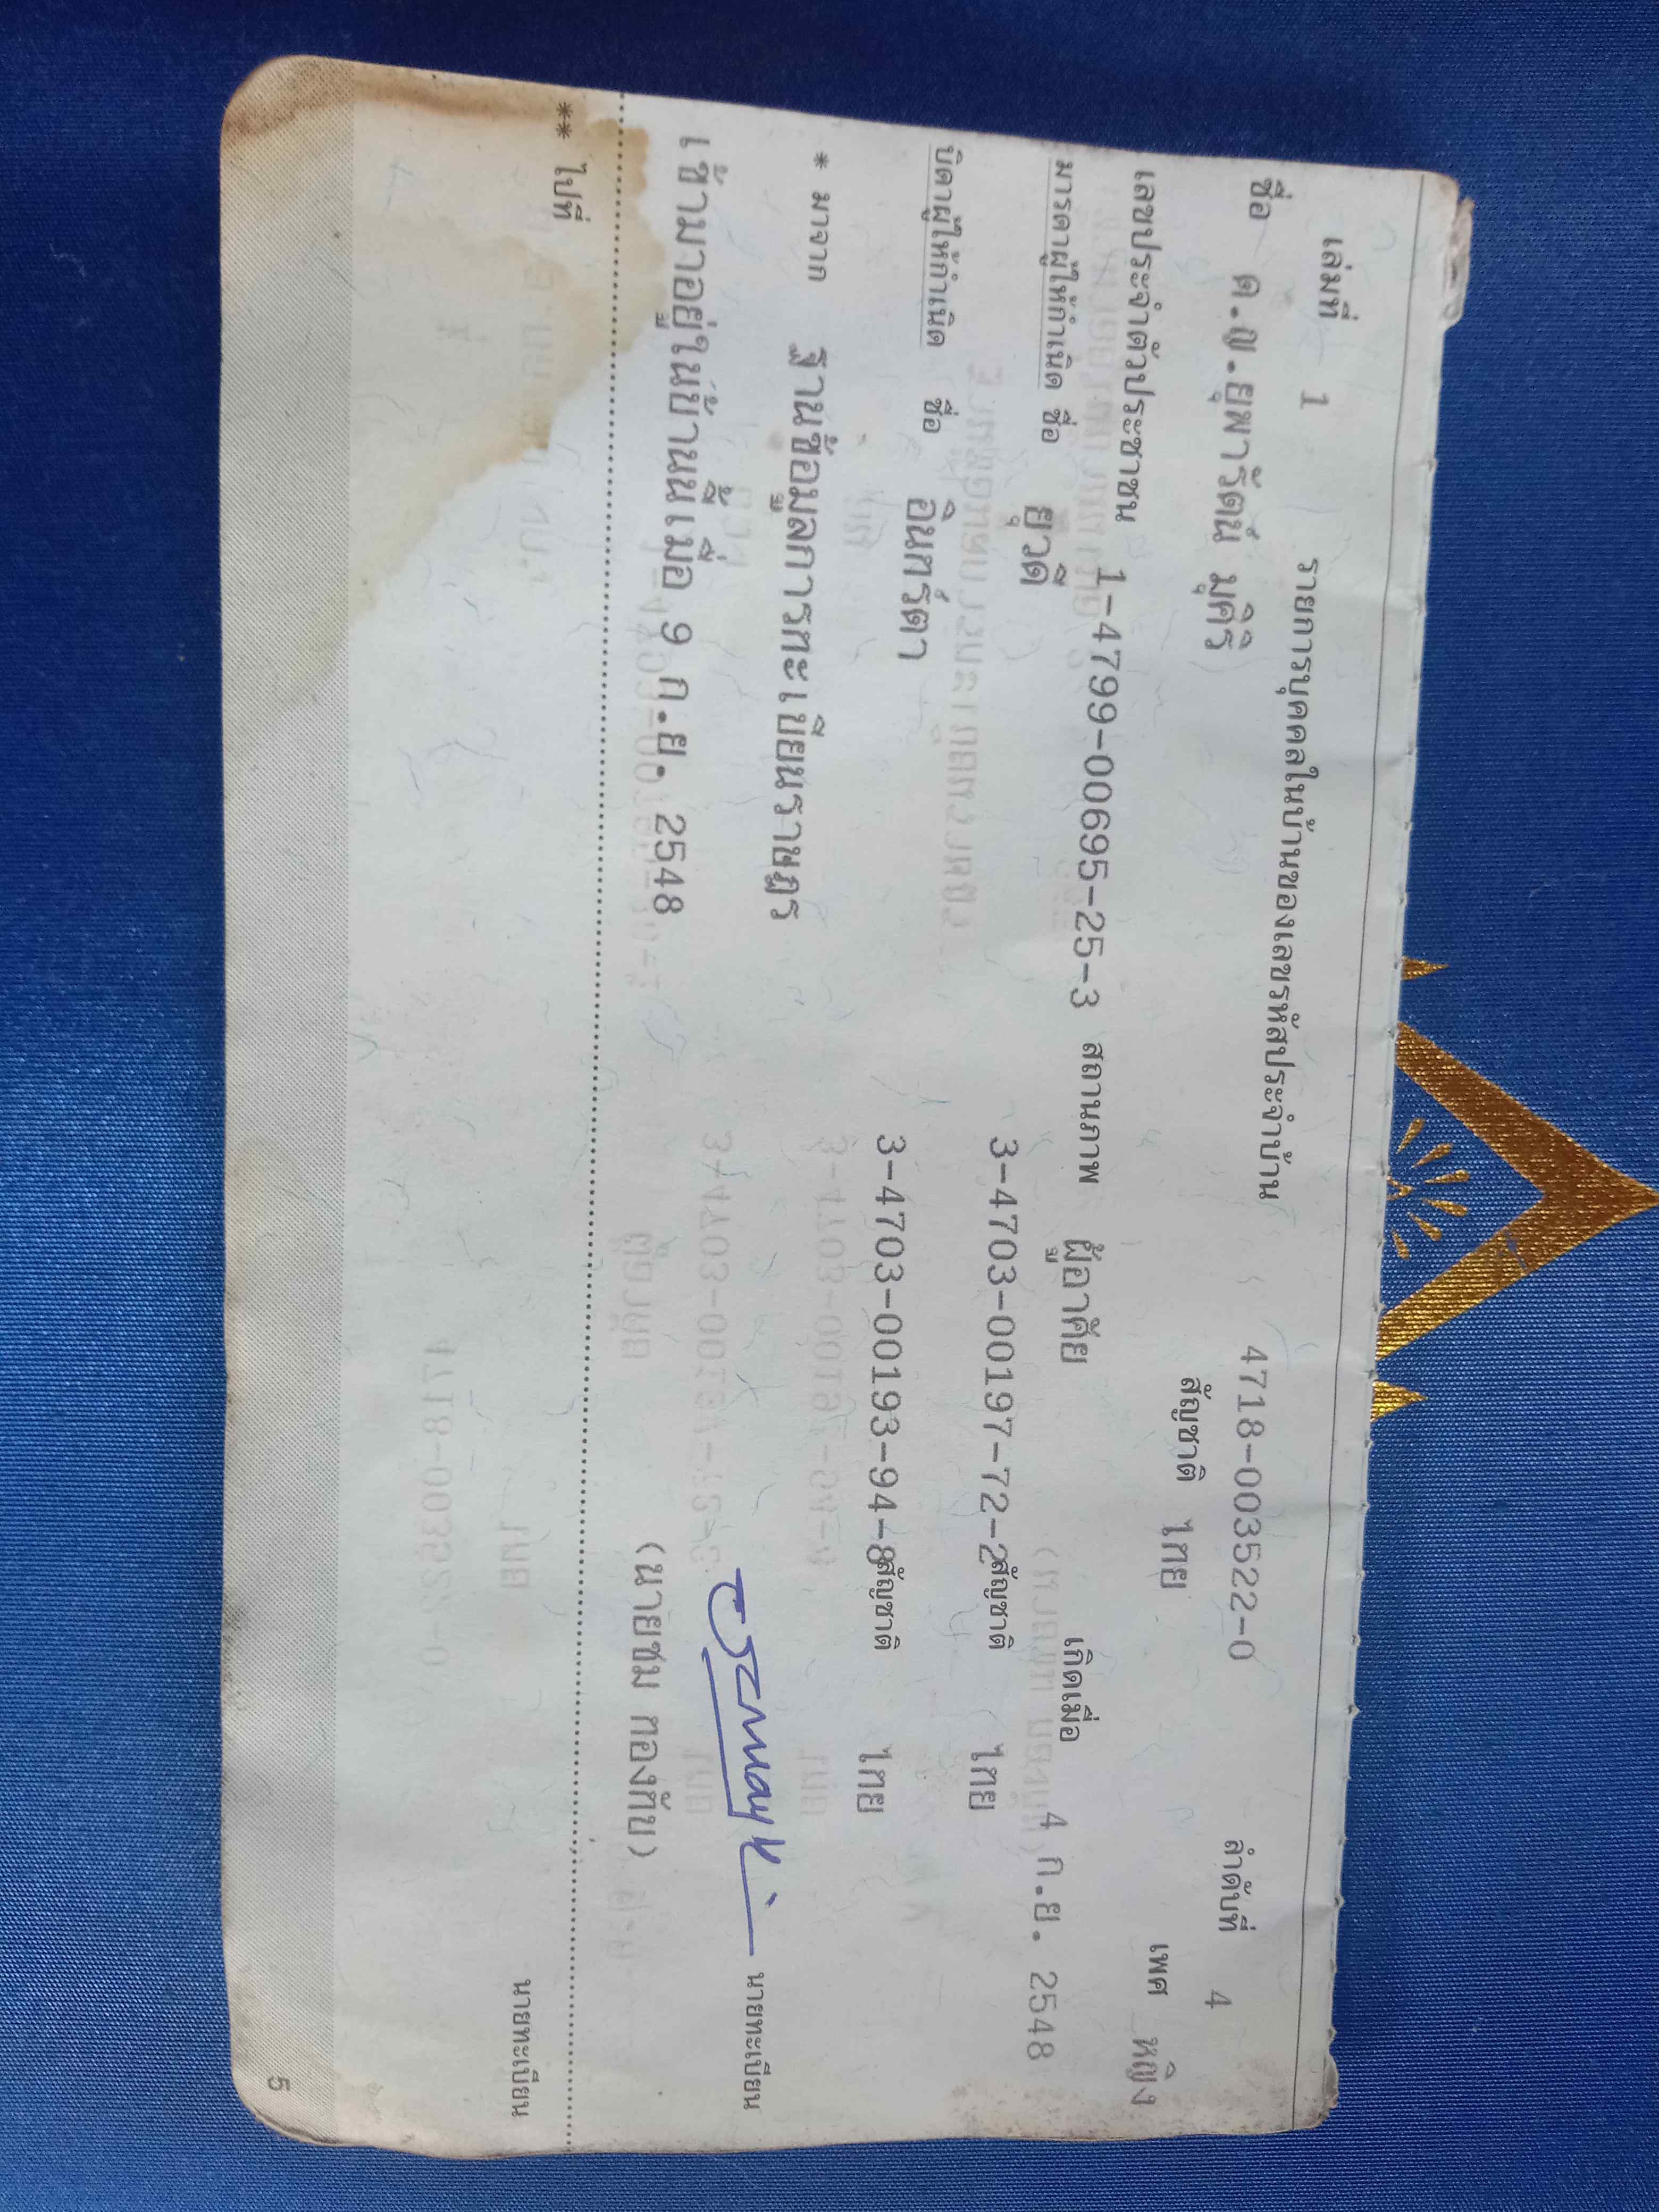 เล่มที่ 1 รายการบุคคลในบ้านของเลขรหัสประจำบ้าน 4718-003522-0 ลำดับที่ 4
ชื่อ ด.ญ.ยุพารัตน์ มุคิริ สัญชาติ ไทย เพศ หญิง
เลขประจำตัวประชาชน 1-4799-00695-25-3 สถานภาพ ผู้อาศัย เกิดเมื่อ 4 ก.ย. 2548
มารดาผู้ให้กำเนิด ชื่อ ยุวดี 3-4703-00197-72-2 สัญชาติ ไทย
บิดาผู้ให้กำเนิด ชื่อ อินทร์ตา 3-4703-00193-94-8 สัญชาติ ไทย
* มาจาก ฐานข้อมูลการทะเบียนราษฎร
นายทะเบียน
เข้ามาอยู่ในบ้านนี้เมื่อ 9 ก.ย. 2548 (นายชม ทองทับ)
** ไปที่
นายทะเบียน
5